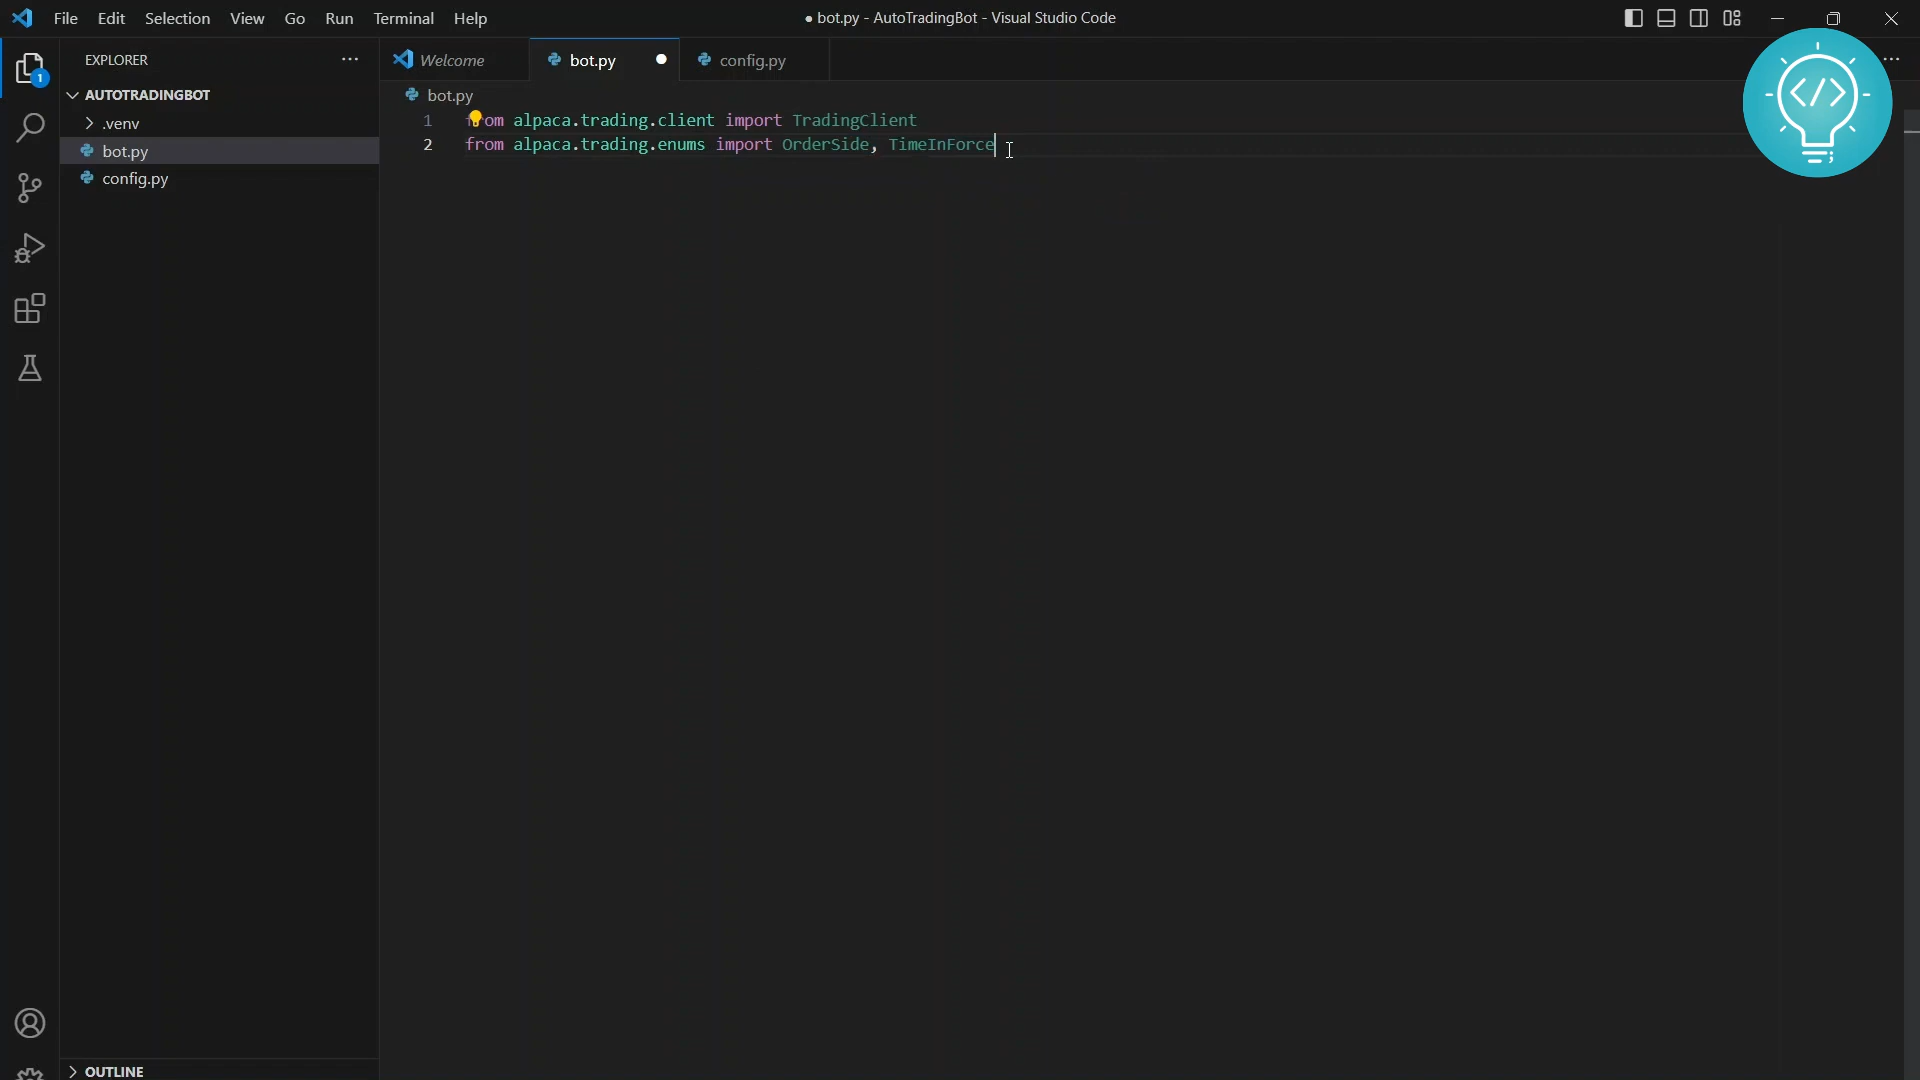 File Edit Selection View Go Run Terminal Help
● bot.py - AutoTradingBot - Visual Studio Code
EXPLORER
Welcome
bot.py
config.py
1
AUTOTRADINGBOT
.venv
bot.py
config.py
bot.py
1 from alpaca.trading.client import TradingClient
2 from alpaca.trading.enums import OrderSide, TimeInForce
</>
OUTLINE